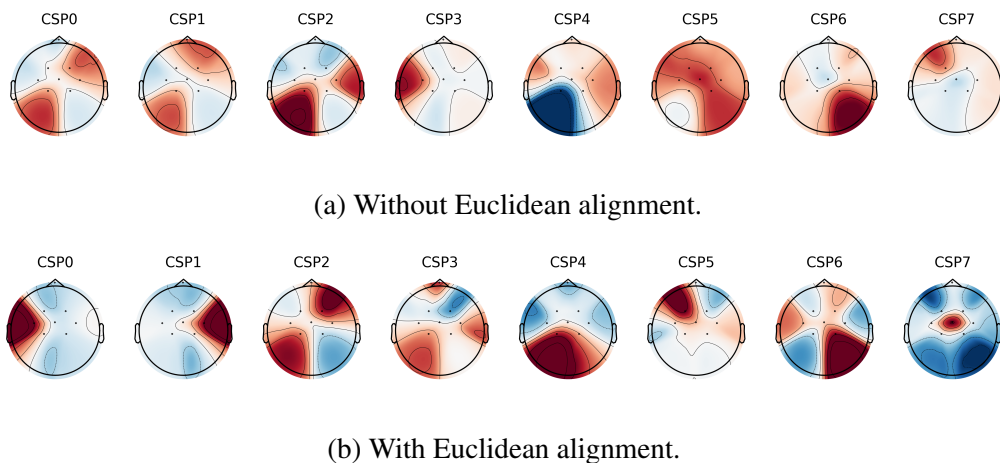 CSP0 CSP1 CSP2 CSP3 CSP4 CSP5 CSP6 CSP7
(a) Without Euclidean alignment.
CSP0 CSP1 CSP2 CSP3 CSP4 CSP5 CSP6 CSP7
(b) With Euclidean alignment.